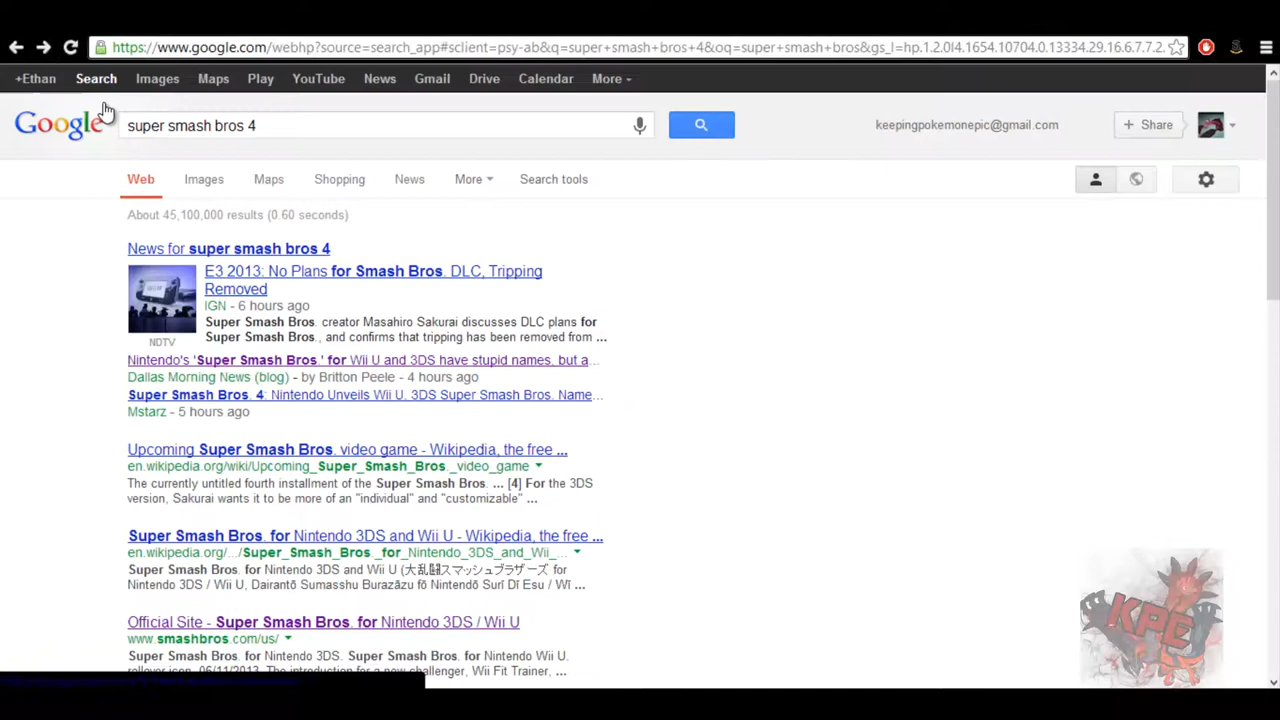 https://www.google.com/webhp?source=search_app#sclient=psy-ab&q=super+smash+bros+4&oq=super+smash+bros&gs_l=hp.1.2.0l4.1654.10704.0.13334.29.16.6.7.7.2.
+Ethan Search Images Maps Play YouTube News Gmail Drive Calendar More
Google super smash bros 4 keepingpokemonepic@gmail.com + Share
Web Images Maps Shopping News More Search tools
About 45,100,000 results (0.60 seconds)
News for super smash bros 4
E3 2013: No Plans for Smash Bros. DLC, Tripping
Removed
IGN - 6 hours ago
Super Smash Bros. creator Masahiro Sakurai discusses DLC plans for
Super Smash Bros., and confirms that tripping has been removed from ...
NDTV
Nintendo's 'Super Smash Bros.' for Wii U and 3DS have stupid names, but a...
Dallas Morning News (blog) - by Britton Peele - 4 hours ago
Super Smash Bros. 4: Nintendo Unveils Wii U, 3DS Super Smash Bros. Name...
Mstarz - 5 hours ago
Upcoming Super Smash Bros. video game - Wikipedia, the free ...
en.wikipedia.org/wiki/Upcoming_Super_Smash_Bros._video_game
The currently untitled fourth installment of the Super Smash Bros. ... [4] For the 3DS
version, Sakurai wants it to be more of an "individual" and "customizable" ...
Super Smash Bros. for Nintendo 3DS and Wii U - Wikipedia, the free ...
en.wikipedia.org/.../Super_Smash_Bros._for_Nintendo_3DS_and_Wii_...
Super Smash Bros. for Nintendo 3DS and Wii U (大乱闘スマッシュブラザーズ for
Nintendo 3DS / Wii U, Dairantō Sumasshu Burazāzu fō Nintendō Surī Dī Esu / Wī ...
Official Site - Super Smash Bros. for Nintendo 3DS / Wii U
www.smashbros.com/us/
Super Smash Bros. for Nintendo 3DS. Super Smash Bros. for Nintendo Wii U.
rollover icon. 06/11/2013. The introduction for a new challenger, Wii Fit Trainer, ...
KPE